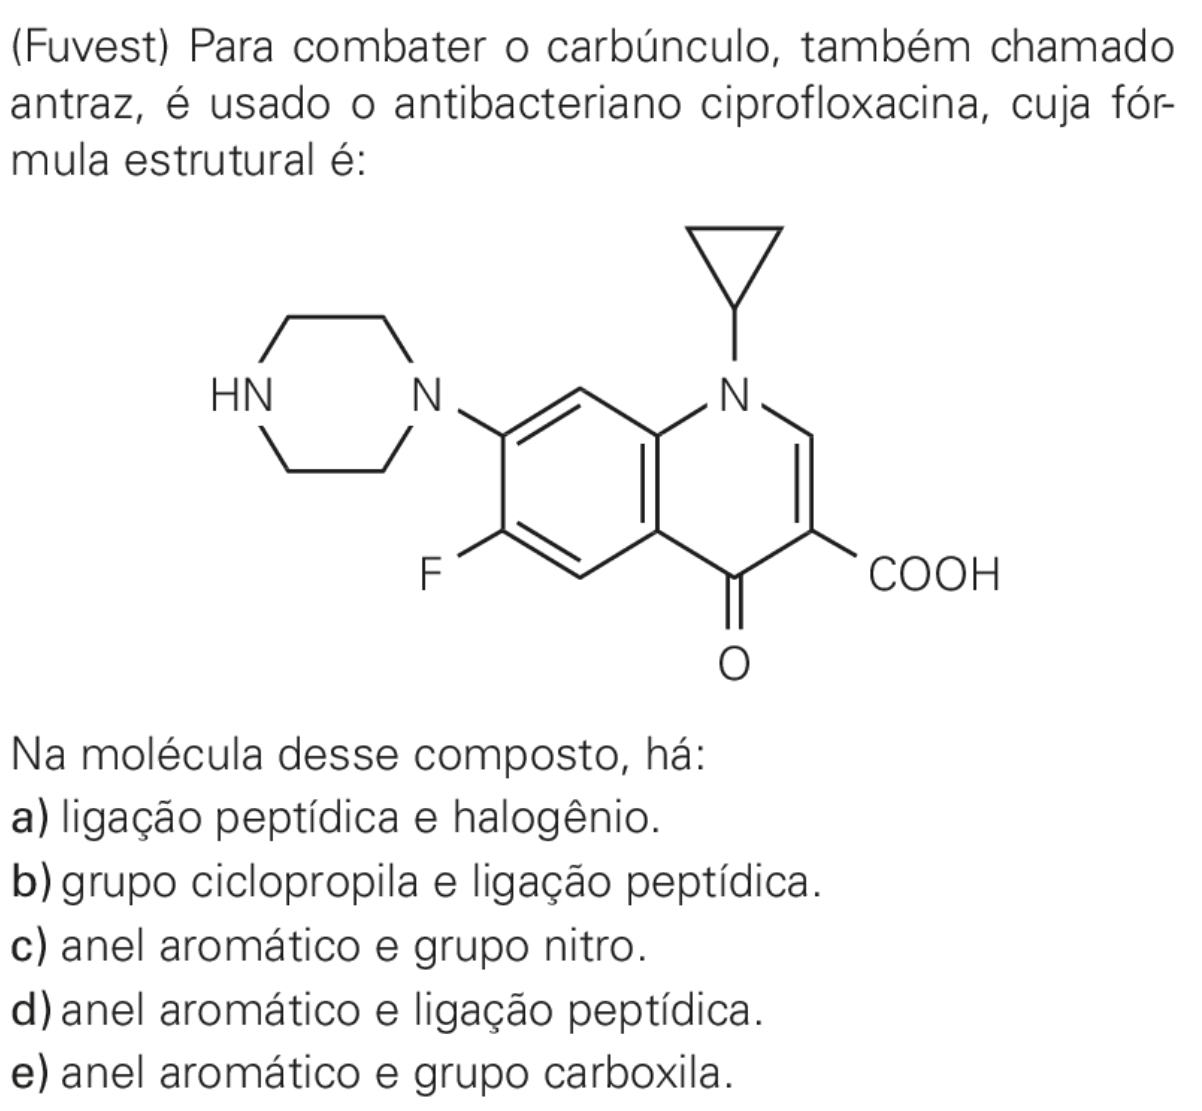 (Fuvest) Para combater o carbúnculo, também chamado
antraz, é usado o antibacteriano ciprofloxacina, cuja fór-
mula estrutural é:
HN
N
N
F
COOH
O
Na molécula desse composto, há:
a) ligação peptídica e halogênio.
b) grupo ciclopropila e ligação peptídica.
c) anel aromático e grupo nitro.
d) anel aromático e ligação peptídica.
e) anel aromático e grupo carboxila.